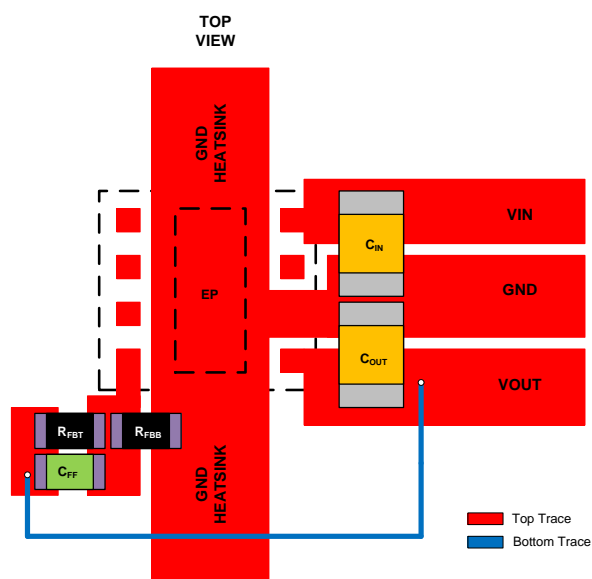 TOP
VIEW
GND
HEATSINK
VIN
C_IN
EP
GND
C_OUT
VOUT
R_FBT
R_FBB
C_FF
GND
HEATSINK
Top Trace
Bottom Trace